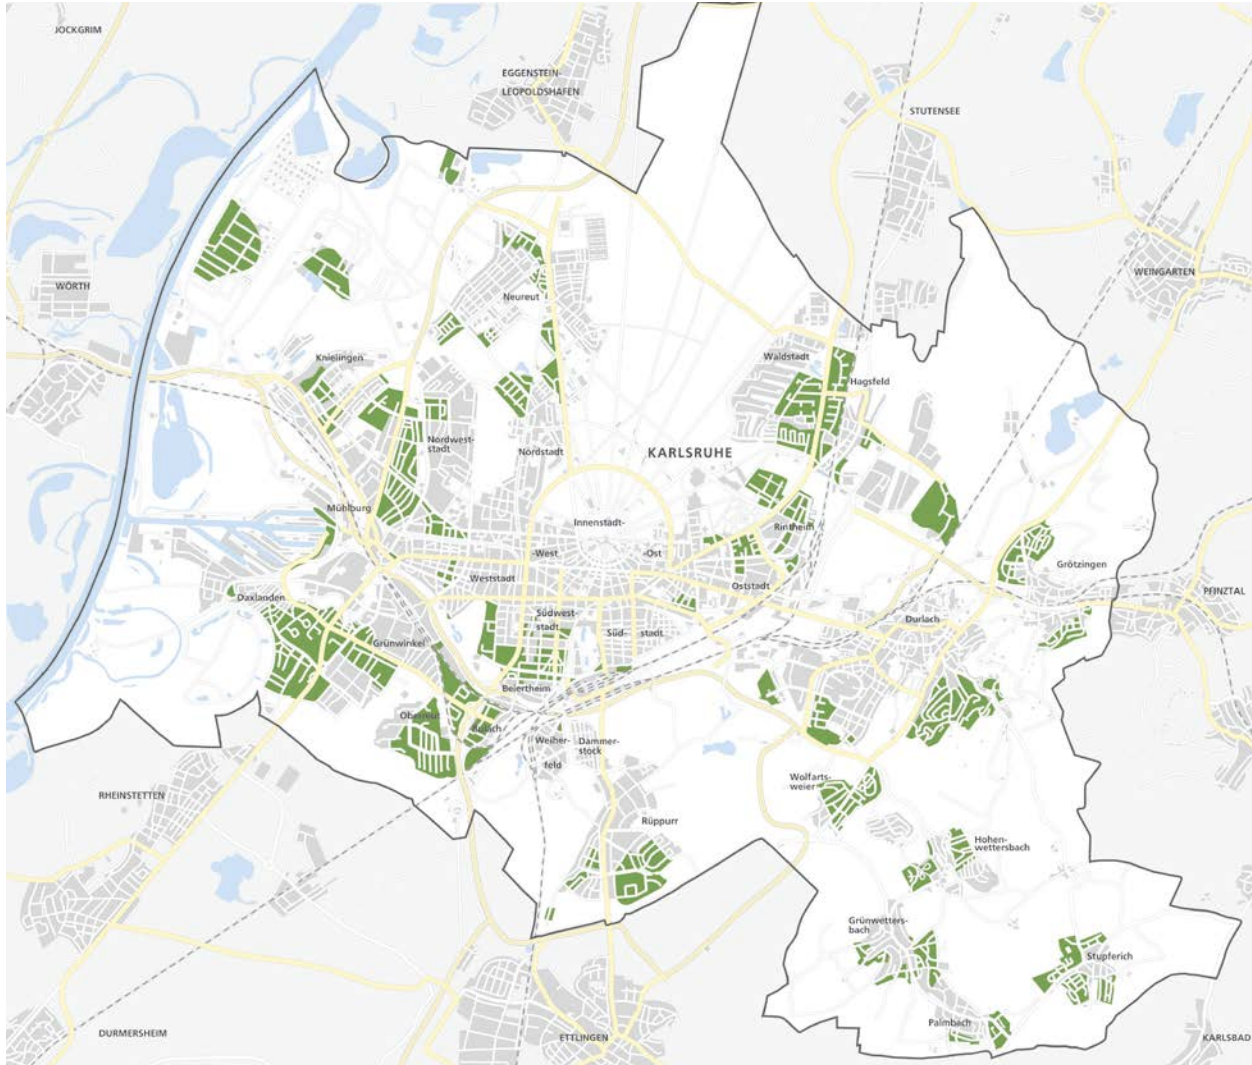 JOCKGRIM
EGGENSTEIN-
LEOPOLDSHAFEN
STUTENSEE
WEINGARTEN
WÖRTH
Neureut
Knielingen
Waldstadt
Hagsfeld
Nordwest-
stadt
Nordstadt
KARLSRUHE
Mühlburg
Innenstadt-
Rintheim
-West
-Ost
Grötzingen
Weststadt
Oststadt
PFINZTAL
Daxlanden
Südwest-
stadt
Süd-
stadt
Durlach
Grünwinkel
Beiertheim
Oberreut
Bulach
Weiher-
feld
Dammer-
stock
Wolfarts-
weier
RHEINSTETTEN
Rüppurr
Hohen-
wettersbach
Grünwetters-
bach
Stupferich
Palmbach
DURMERSHEIM
ETTLINGEN
KARLSBAD